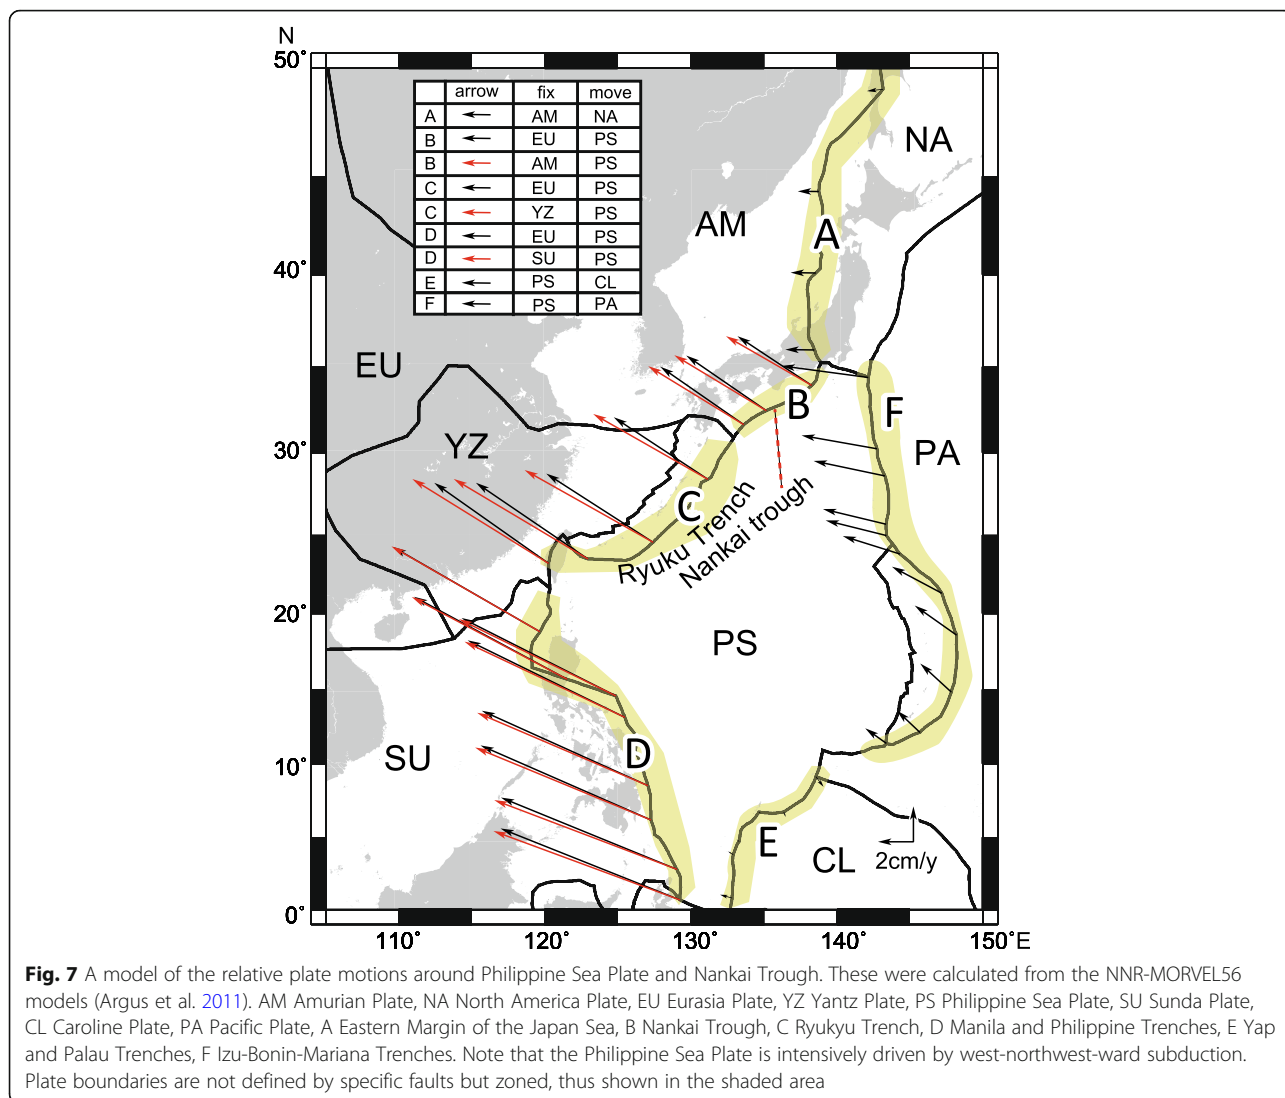 N
50°
40°
30°
20°
10°
0°
110°
120°
130°
140°
150°E
arrow fix move
A AM NA
B EU PS
B AM PS
C EU PS
C YZ PS
D EU PS
D SU PS
E PS CL
F PS PA
NA
AM
A
EU
B
F
YZ
PA
C
Ryuku Trench
Nankai trough
PS
SU
D
E
CL
2cm/y
Fig. 7 A model of the relative plate motions around Philippine Sea Plate and Nankai Trough. These were calculated from the NNR-MORVEL56
models (Argus et al. 2011). AM Amurian Plate, NA North America Plate, EU Eurasia Plate, YZ Yantz Plate, PS Philippine Sea Plate, SU Sunda Plate,
CL Caroline Plate, PA Pacific Plate, A Eastern Margin of the Japan Sea, B Nankai Trough, C Ryukyu Trench, D Manila and Philippine Trenches, E Yap
and Palau Trenches, F Izu-Bonin-Mariana Trenches. Note that the Philippine Sea Plate is intensively driven by west-northwest-ward subduction.
Plate boundaries are not defined by specific faults but zoned, thus shown in the shaded area